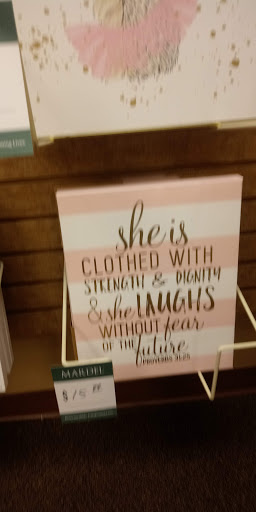 she is
CLOTHED WITH
STRENGTH & DIGNITY
& she LAUGHS
WITHOUT fear
OF THE future
PROVERBS 31:25
MARDEL